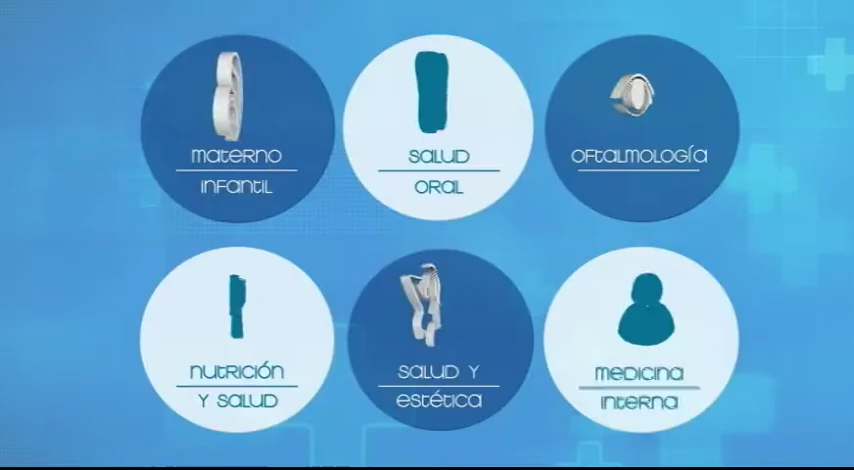 MATERNO
INFANTIL
SALUD
ORAL
OFTALMOLOGÍA
NUTRICIÓN
Y SALUD
SALUD Y
ESTÉTICA
MEDICINA
INTERNA